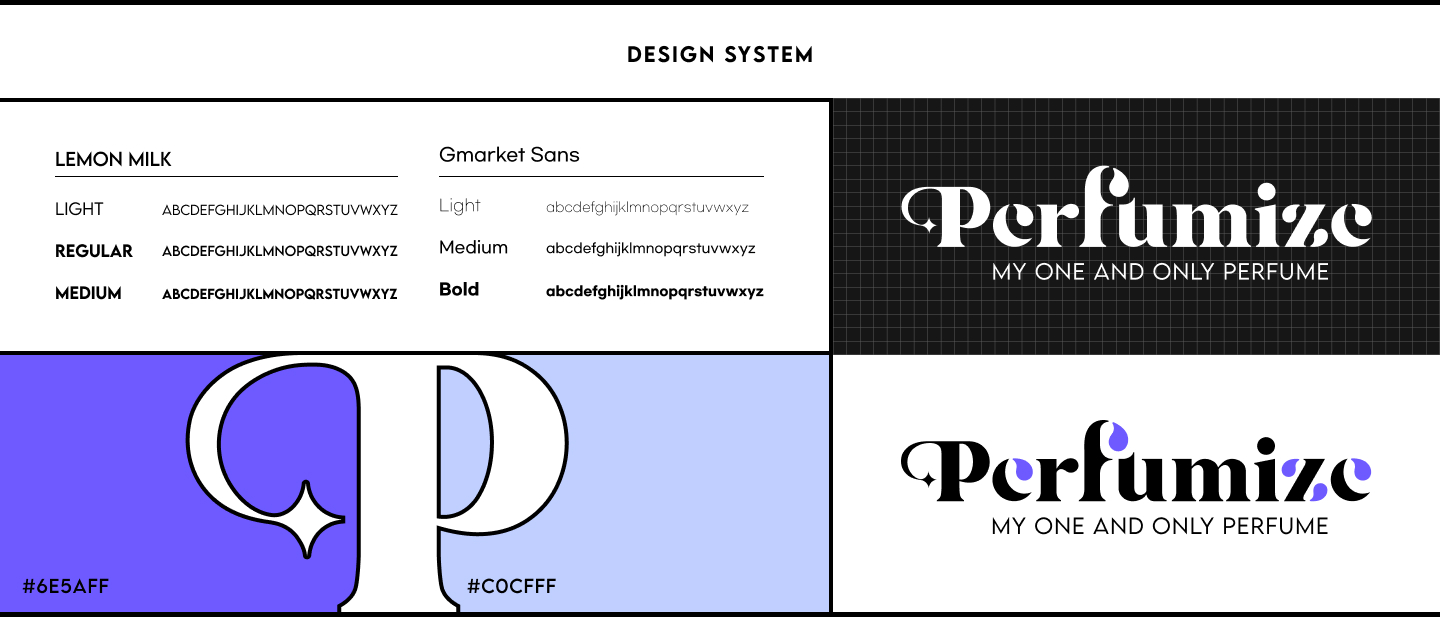 DESIGN SYSTEM
LEMON MILK
LIGHT ABCDEFGHIJKLMNOPQRSTUVWXYZ
REGULAR ABCDEFGHIJKLMNOPQRSTUVWXYZ
MEDIUM ABCDEFGHIJKLMNOPQRSTUVWXYZ
Gmarket Sans
Light abcdefghijklmnopqrstuvwxyz
Medium abcdefghijklmnopqrstuvwxyz
Bold abcdefghijklmnopqrstuvwxyz
Perfumize
MY ONE AND ONLY PERFUME
P
#6E5AFF
#C0CFFF
Perfumize
MY ONE AND ONLY PERFUME